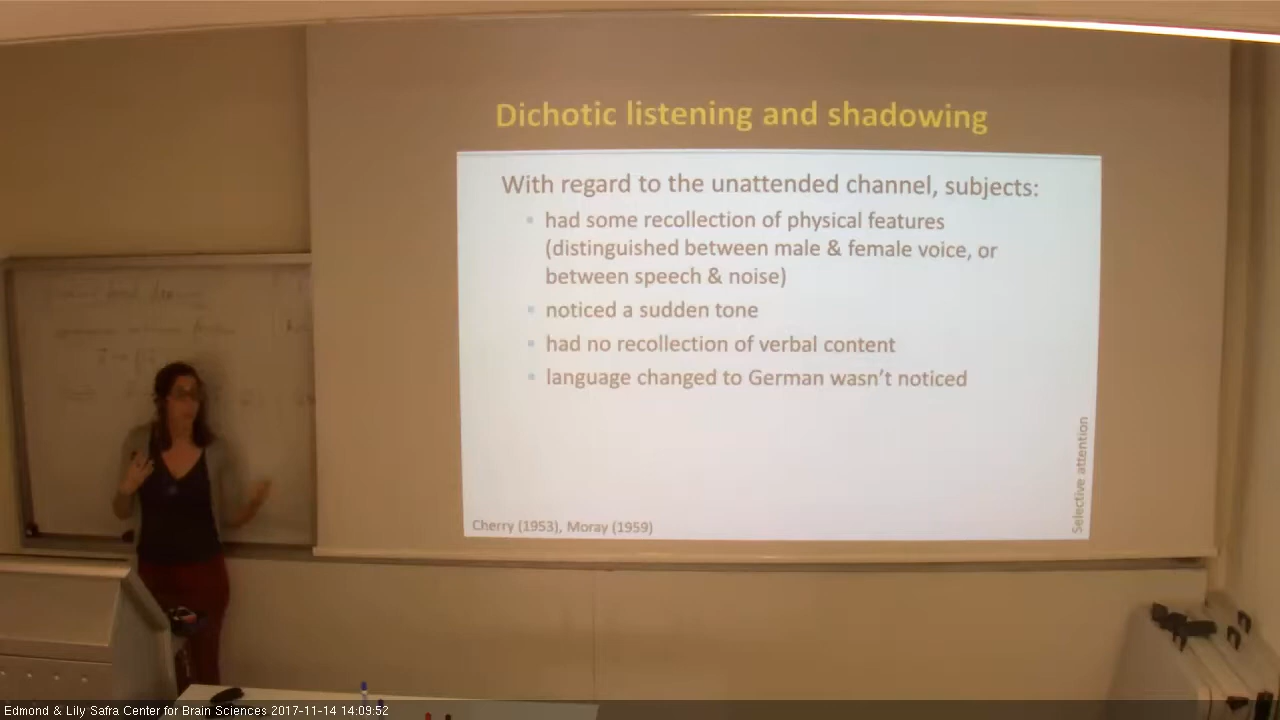 Dichotic listening and shadowing
With regard to the unattended channel, subjects:
• had some recollection of physical features
(distinguished between male & female voice, or
between speech & noise)
• noticed a sudden tone
• had no recollection of verbal content
• language changed to German wasn't noticed
Selective attention
Cherry (1953), Moray (1959)
Edmond & Lily Safra Center for Brain Sciences 2017-11-14 14:09:52